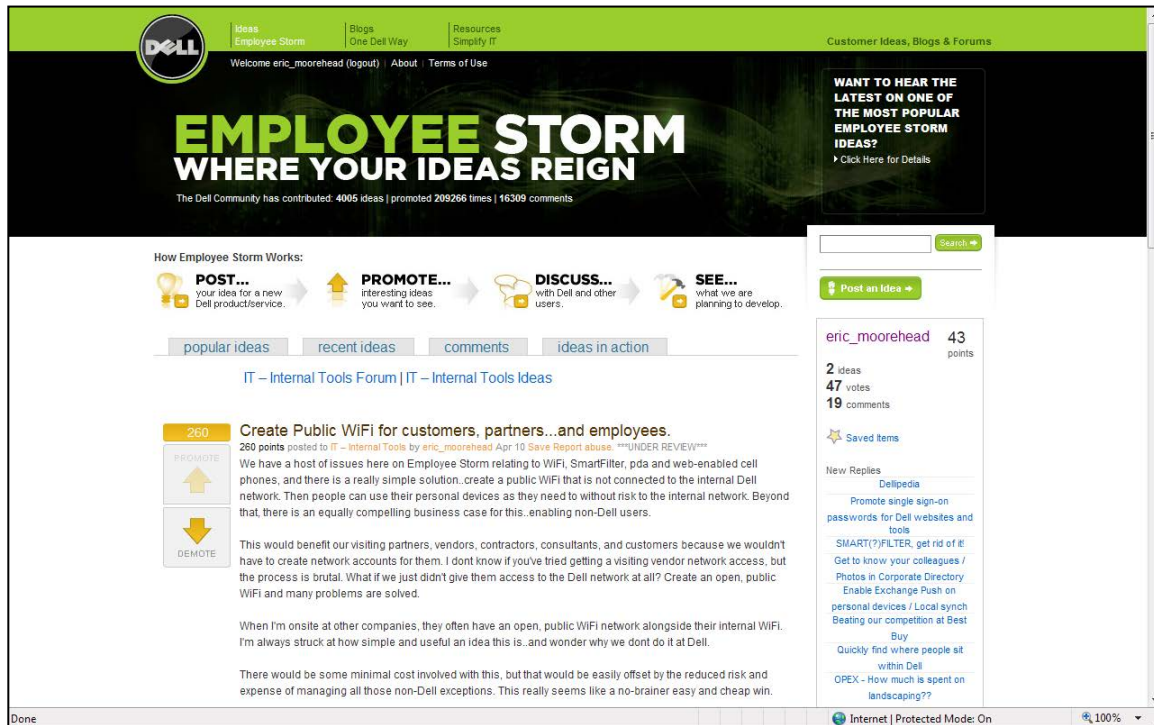 DELL
Ideas
Employee Storm
Blogs
One Dell Way
Resources
Simplify IT
Customer Ideas, Blogs & Forums
Welcome eric_moorehead (logout) | About | Terms of Use
EMPLOYEE STORM
WHERE YOUR IDEAS REIGN
The Dell Community has contributed: 4005 ideas | promoted 209266 times | 16309 comments
WANT TO HEAR THE
LATEST ON ONE OF
THE MOST POPULAR
EMPLOYEE STORM
IDEAS?
Click Here for Details
Search
How Employee Storm Works:
POST...
your idea for a new
Dell product/service.
PROMOTE...
interesting ideas
you want to see.
DISCUSS...
with Dell and other
users.
SEE...
what we are
planning to develop.
Post an Idea
popular ideas
recent ideas
comments
ideas in action
IT – Internal Tools Forum | IT – Internal Tools Ideas
260
PROMOTE
DEMOTE
Create Public WiFi for customers, partners...and employees.
260 points posted to IT – Internal Tools by eric_moorehead Apr 10 Save Report abuse. ***UNDER REVIEW***
We have a host of issues here on Employee Storm relating to WiFi, SmartFilter, pda and web-enabled cell
phones, and there is a really simple solution..create a public WiFi that is not connected to the internal Dell
network. Then people can use their personal devices as they need to without risk to the internal network. Beyond
that, there is an equally compelling business case for this..enabling non-Dell users.
This would benefit our visiting partners, vendors, contractors, consultants, and customers because we wouldn't
have to create network accounts for them. I dont know if you've tried getting a visiting vendor network access, but
the process is brutal. What if we just didn't give them access to the Dell network at all? Create an open, public
WiFi and many problems are solved.
When I'm onsite at other companies, they often have an open, public WiFi network alongside their internal WiFi.
I'm always struck at how simple and useful an idea this is..and wonder why we dont do it at Dell.
There would be some minimal cost involved with this, but that would be easily offset by the reduced risk and
expense of managing all those non-Dell exceptions. This really seems like a no-brainer easy and cheap win.
eric_moorehead
43
points
2 ideas
47 votes
19 comments
Saved Items
New Replies
Dellipedia
Promote single sign-on
passwords for Dell websites and
tools
SMART(?)FILTER, get rid of it!
Get to know your colleagues /
Photos in Corporate Directory
Enable Exchange Push on
personal devices / Local synch
Beating our competition at Best
Buy
Quickly find where people sit
within Dell
OPEX - How much is spent on
landscaping??
Done
Internet | Protected Mode: On
100%